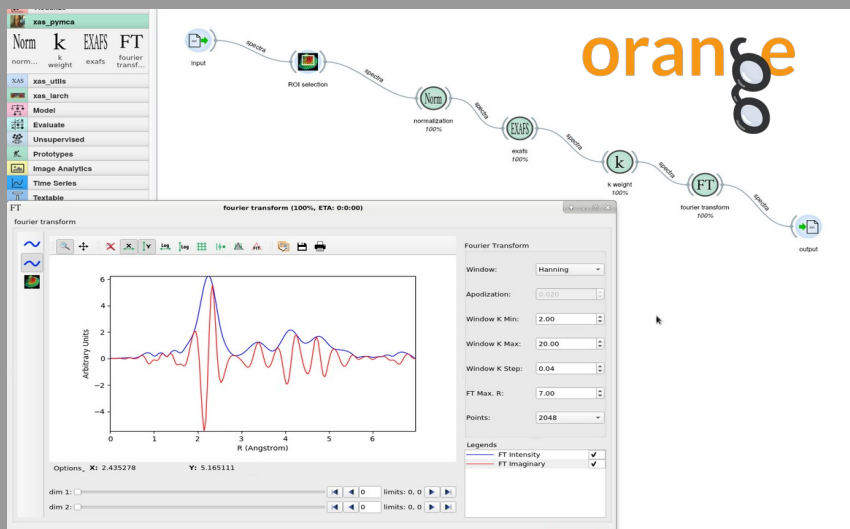 xas_pymca
Norm k EXAFS FT
norm... k weight exafs fourier transf...
XAS xas_utils
xas_larch
Model
Evaluate
Unsupervised
Prototypes
Image Analytics
Time Series
Textable
input
spectra
ROI selection
spectra
Norm
normalization
100%
spectra
EXAFS
exafs
100%
spectra
k
k weight
100%
spectra
FT
fourier transform
100%
spectra
output
orange
FT fourier transform (100%, ETA: 0:0:00)
fourier transform
Log Log
Arbitrary Units
6
4
2
0
−2
−4
0 1 2 3 4 5 6
R (Angstrom)
Options_ X: 2.435278 Y: 5.165111
dim 1: 0 limits: 0, 0
dim 2: 0 limits: 0, 0
Fourier Transform
Window: Hanning
Apodization: 0.020
Window K Min: 2.00
Window K Max: 20.00
Window K Step: 0.04
FT Max. R: 7.00
Points: 2048
Legends
FT Intensity
FT Imaginary